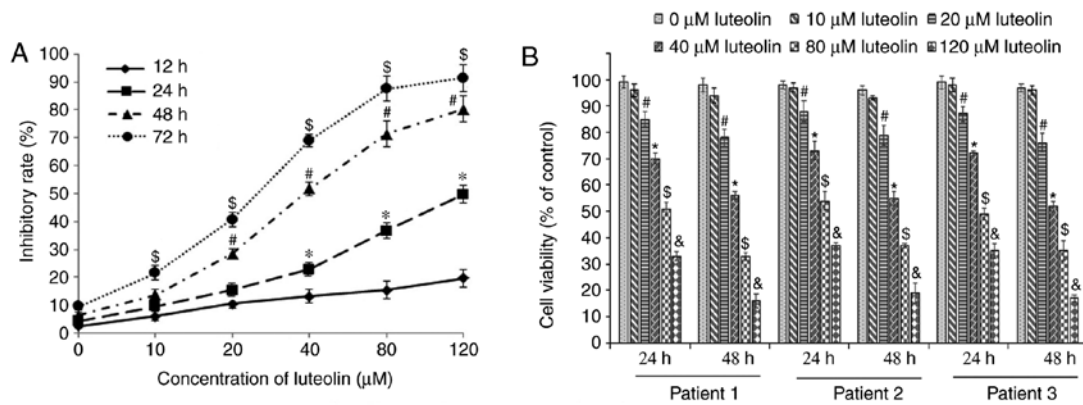 A
Inhibitory rate (%)
100
90
80
70
60
50
40
30
20
10
0
12 h
24 h
48 h
72 h
$
$
$
$
$
#
#
#
#
*
*
*
0 10 20 40 80 120
Concentration of luteolin (μM)
B
0 μM luteolin 10 μM luteolin 20 μM luteolin
40 μM luteolin 80 μM luteolin 120 μM luteolin
Cell viability (% of control)
100
90
80
70
60
50
40
30
20
10
0
# * $ & # * $ & # * $ & # * $ & # * $ & # * $ &
24 h 48 h 24 h 48 h 24 h 48 h
Patient 1 Patient 2 Patient 3